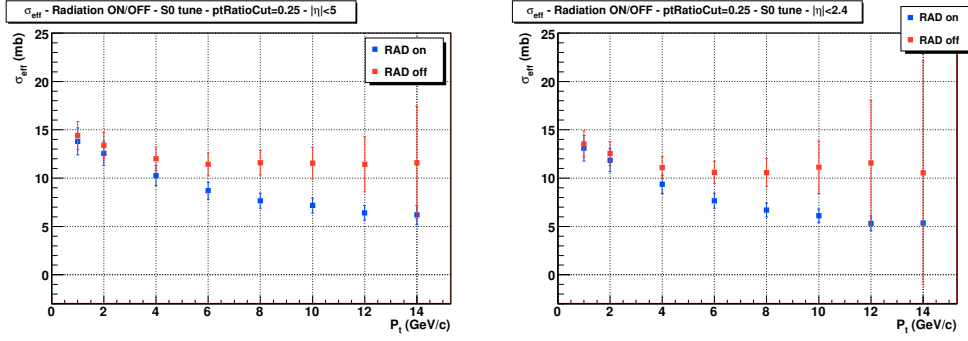 σeff - Radiation ON/OFF - S0 tune - ptRatioCut=0.25 - |η|<5
σeff (mb)
25
20
15
10
5
0
0 2 4 6 8 10 12 14
Pt (GeV/c)
RAD on
RAD off
σeff - Radiation ON/OFF - ptRatioCut=0.25 - S0 tune - |η|<2.4
σeff (mb)
25
20
15
10
5
0
0 2 4 6 8 10 12 14
Pt (GeV/c)
RAD on
RAD off